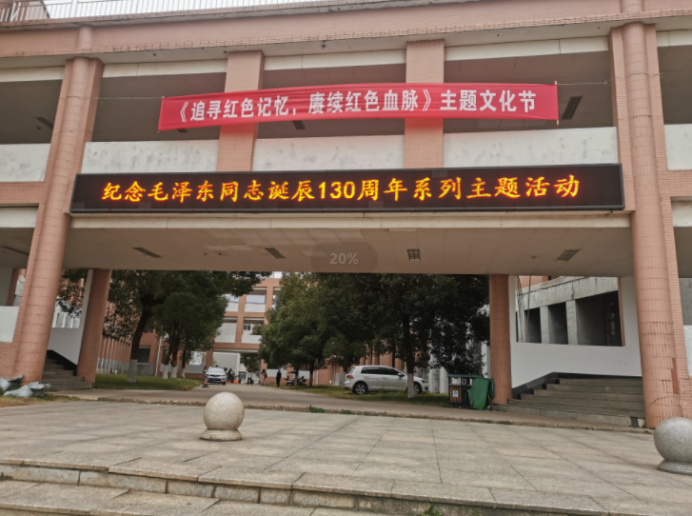 《追寻红色记忆，赓续红色血脉》主题文化节
纪念毛泽东同志诞辰130周年系列主题活动
20%